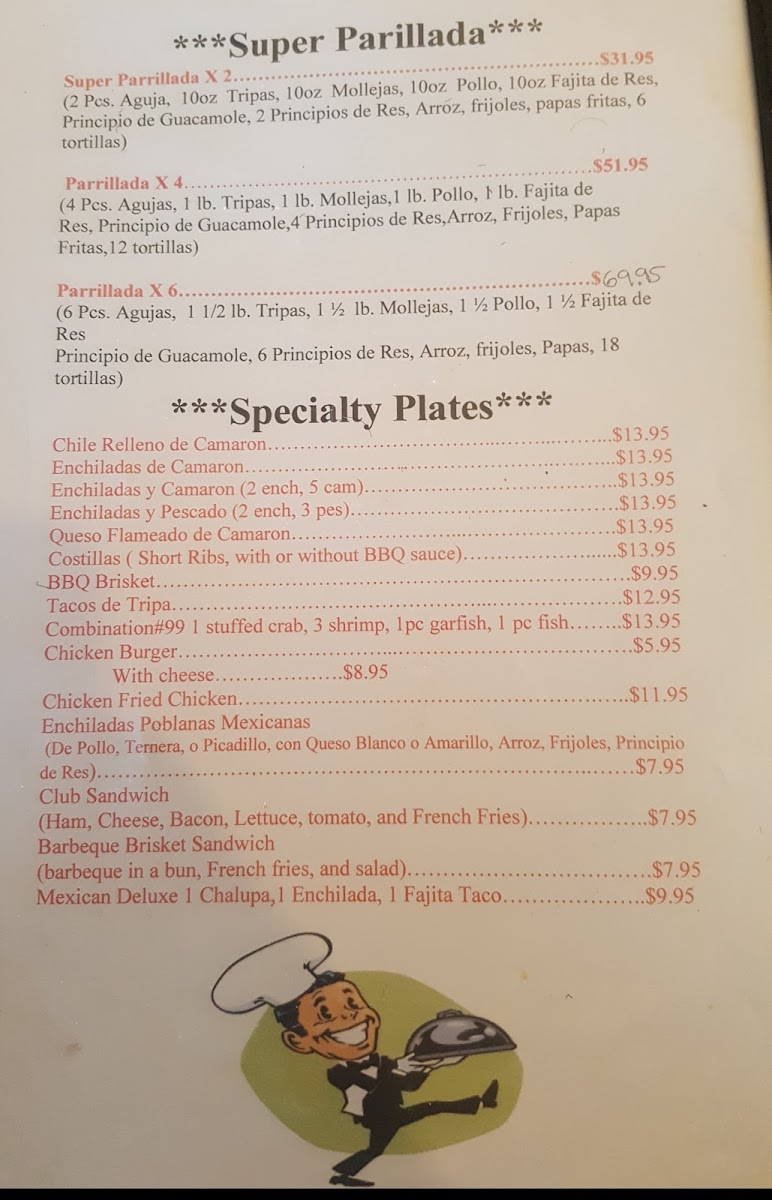 ***Super Parillada***
Super Parrillada X 2..........................................................$31.95
(2 Pcs. Aguja, 10oz Tripas, 10oz Mollejas, 10oz Pollo, 10oz Fajita de Res,
Principio de Guacamole, 2 Principios de Res, Arroz, frijoles, papas fritas, 6
tortillas)
Parrillada X 4..................................................................$51.95
(4 Pcs. Agujas, 1 lb. Tripas, 1 lb. Mollejas,1 lb. Pollo, 1 lb. Fajita de
Res, Principio de Guacamole,4 Principios de Res,Arroz, Frijoles, Papas
Fritas,12 tortillas)
Parrillada X 6..................................................................$69.95
(6 Pcs. Agujas, 1 1/2 lb. Tripas, 1 ½ lb. Mollejas, 1 ½ Pollo, 1 ½ Fajita de
Res
Principio de Guacamole, 6 Principios de Res, Arroz, frijoles, Papas, 18
tortillas)
***Specialty Plates***
Chile Relleno de Camaron..........................................................$13.95
Enchiladas de Camaron..............................................................$13.95
Enchiladas y Camaron (2 ench, 5 cam)..........................................$13.95
Enchiladas y Pescado (2 ench, 3 pes)............................................$13.95
Queso Flameado de Camaron......................................................$13.95
Costillas ( Short Ribs, with or without BBQ sauce).........................$13.95
BBQ Brisket..............................................................................$9.95
Tacos de Tripa...........................................................................$12.95
Combination#99 1 stuffed crab, 3 shrimp, 1pc garfish, 1 pc fish........$13.95
Chicken Burger..........................................................................$5.95
With cheese....................$8.95
Chicken Fried Chicken..............................................................$11.95
Enchiladas Poblanas Mexicanas
(De Pollo, Ternera, o Picadillo, con Queso Blanco o Amarillo, Arroz, Frijoles, Principio
de Res).....................................................................................$7.95
Club Sandwich
(Ham, Cheese, Bacon, Lettuce, tomato, and French Fries)..................$7.95
Barbeque Brisket Sandwich
(barbeque in a bun, French fries, and salad)......................................$7.95
Mexican Deluxe 1 Chalupa,1 Enchilada, 1 Fajita Taco......................$9.95